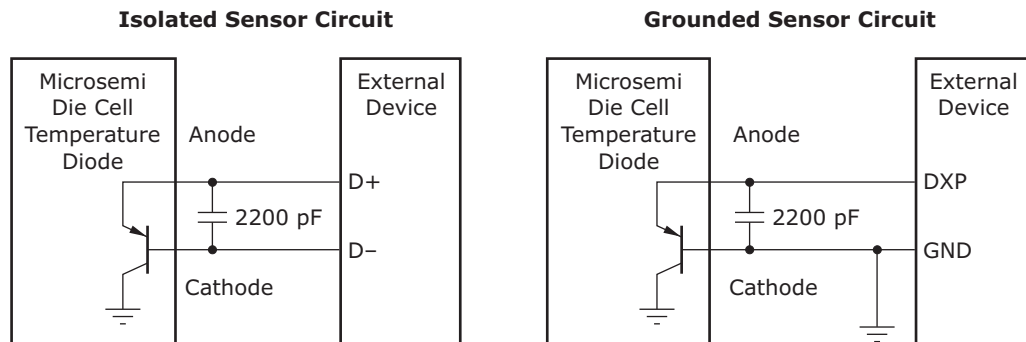 Isolated Sensor Circuit
Microsemi
Die Cell
Temperature
Diode
Anode
External
Device
D+
2200 pF
D–
Cathode
Grounded Sensor Circuit
Microsemi
Die Cell
Temperature
Diode
Anode
External
Device
DXP
2200 pF
GND
Cathode